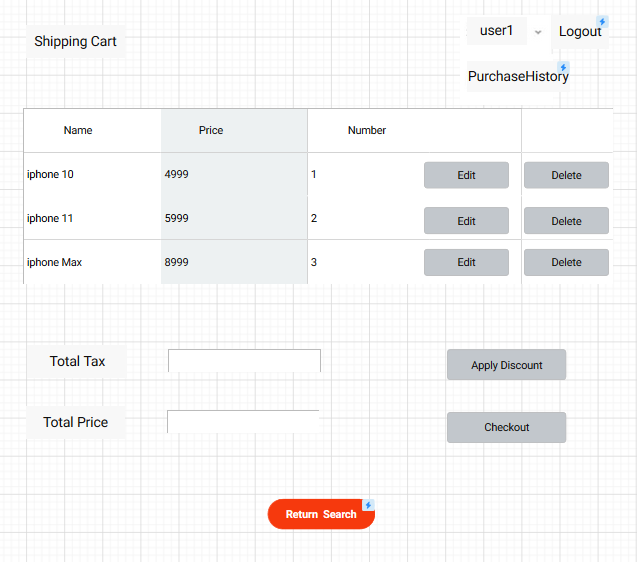 Shipping Cart
user1
Logout
PurchaseHistory
Name Price Number
iphone 10 4999 1 Edit Delete
iphone 11 5999 2 Edit Delete
iphone Max 8999 3 Edit Delete
Total Tax Apply Discount
Total Price Checkout
Return Search